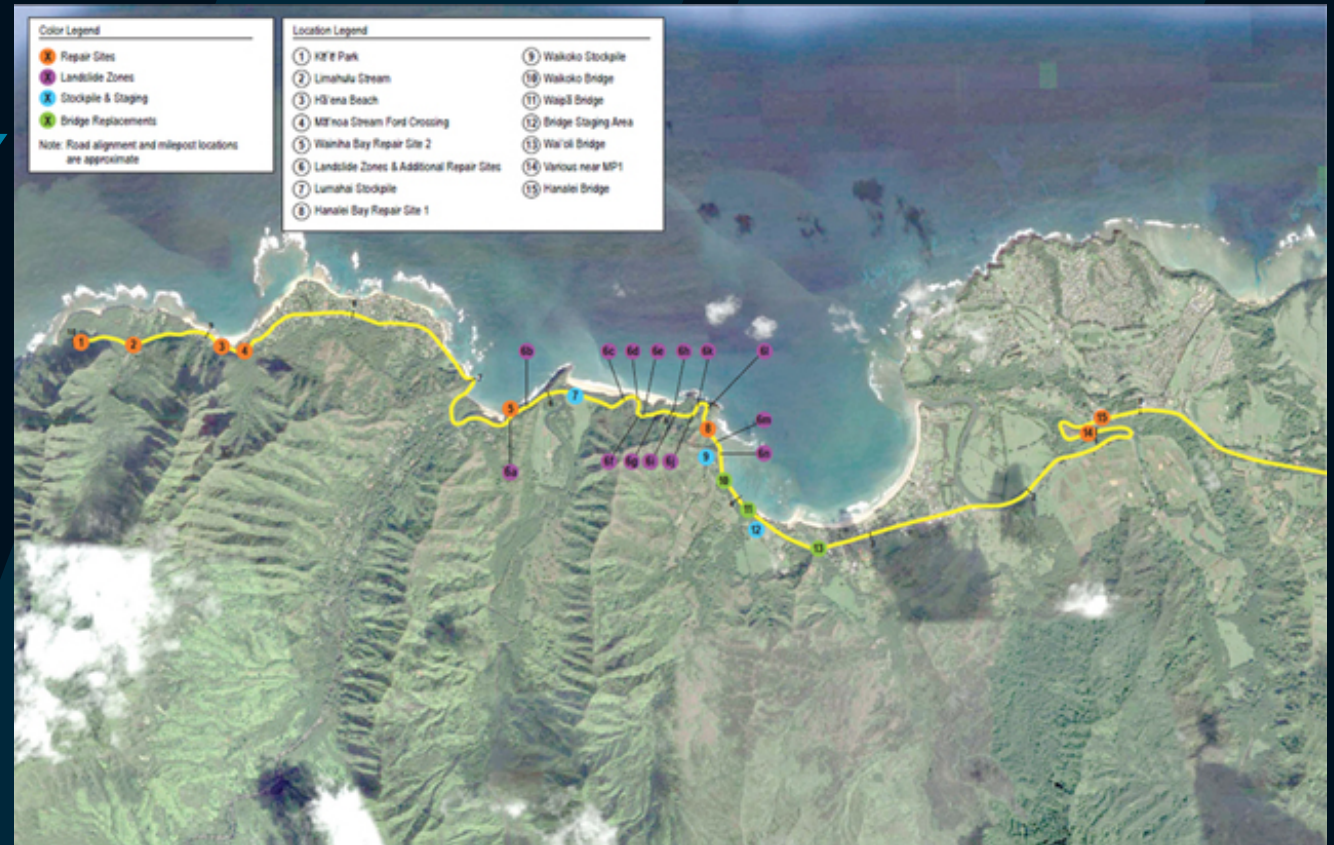 Color Legend
X Repair Sites
X Landslide Zones
X Stockpile & Staging
X Bridge Replacements
Note: Road alignment and milepost locations
are approximate
Location Legend
1 Park
2 Limahulu Stream
3 Hā'ena Beach
4 Stream Ford Crossing
5 Wainiha Bay Repair Site 2
6 Landslide Zones & Additional Repair Sites
7 Lumahai Stockpile
8 Hanalei Bay Repair Site 1
9 Waikoko Stockpile
10 Waikoko Bridge
11 Waipā Bridge
12 Bridge Staging Area
13 Wai'oli Bridge
14 Various near MP1
15 Hanalei Bridge
6b 6c 6d 6e 6h 6k 6l
1 2 3 4
5 7
15
14
8
6m
6a 6f 6g 6i 6j 9 6n
10
11
12
13